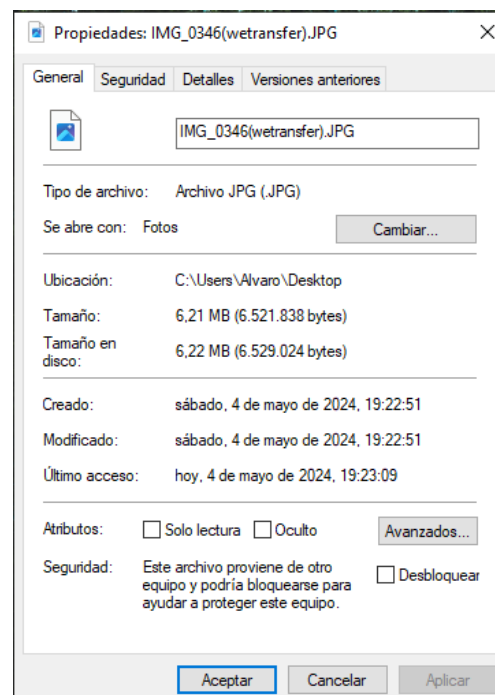 Propiedades: IMG_0346(wetransfer).JPG
General Seguridad Detalles Versiones anteriores
IMG_0346(wetransfer).JPG
Tipo de archivo: Archivo JPG (.JPG)
Se abre con: Fotos Cambiar...
Ubicación: C:\Users\Alvaro\Desktop
Tamaño: 6,21 MB (6.521.838 bytes)
Tamaño en
disco: 6,22 MB (6.529.024 bytes)
Creado: sábado, 4 de mayo de 2024, 19:22:51
Modificado: sábado, 4 de mayo de 2024, 19:22:51
Último acceso: hoy, 4 de mayo de 2024, 19:23:09
Atributos: Solo lectura Oculto Avanzados...
Seguridad: Este archivo proviene de otro
equipo y podría bloquearse para
ayudar a proteger este equipo.
Desbloquear
Aceptar Cancelar Aplicar